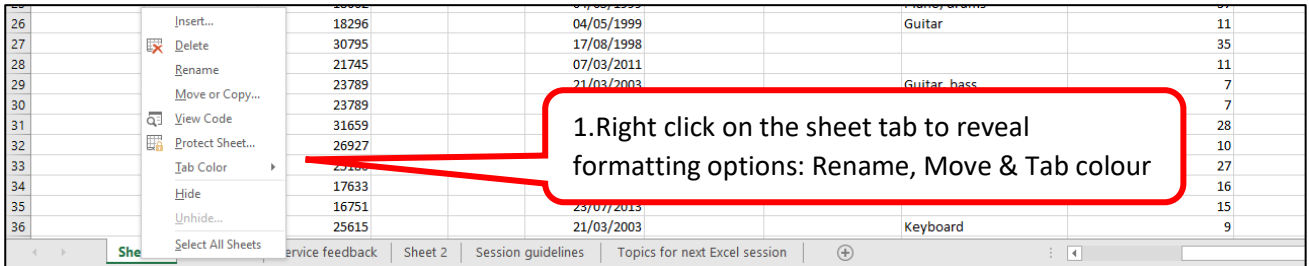 26 Insert... 18296 04/05/1999 Guitar 11
27 Delete 30795 17/08/1998 35
28 Rename 21745 07/03/2011 11
29 Move or Copy... 23789 21/03/2003 Guitar, bass 7
30 23789 7
31 View Code 31659 28
32 Protect Sheet... 26927 10
33 Tab Color 27
34 Hide 17633 16
35 Unhide... 16751 23/07/2013 15
36 Select All Sheets 25615 21/03/2003 Keyboard 9
1.Right click on the sheet tab to reveal
formatting options: Rename, Move & Tab colour
She ervice feedback Sheet 2 Session guidelines Topics for next Excel session